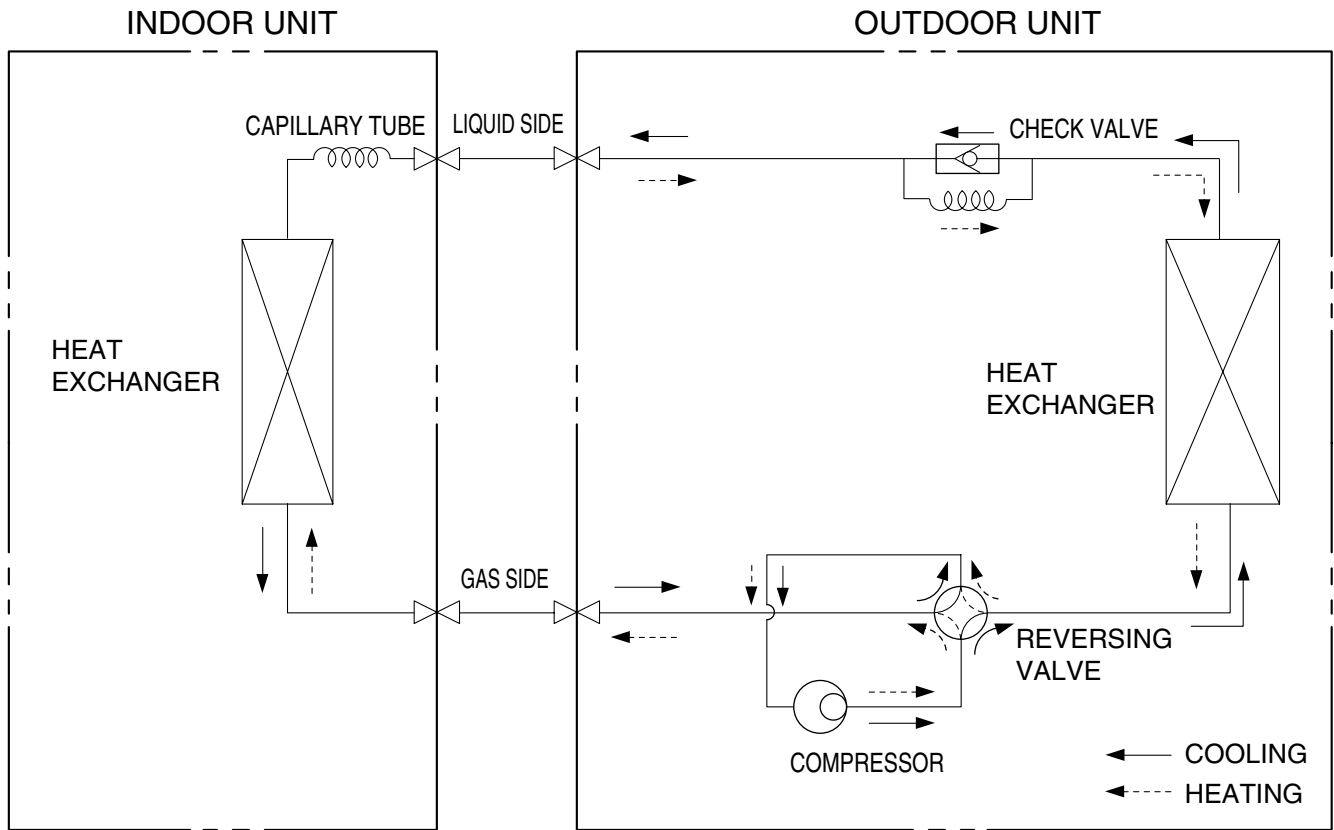 INDOOR UNIT
OUTDOOR UNIT
CAPILLARY TUBE
LIQUID SIDE
CHECK VALVE
HEAT
EXCHANGER
HEAT
EXCHANGER
GAS SIDE
REVERSING
VALVE
COMPRESSOR
COOLING
HEATING